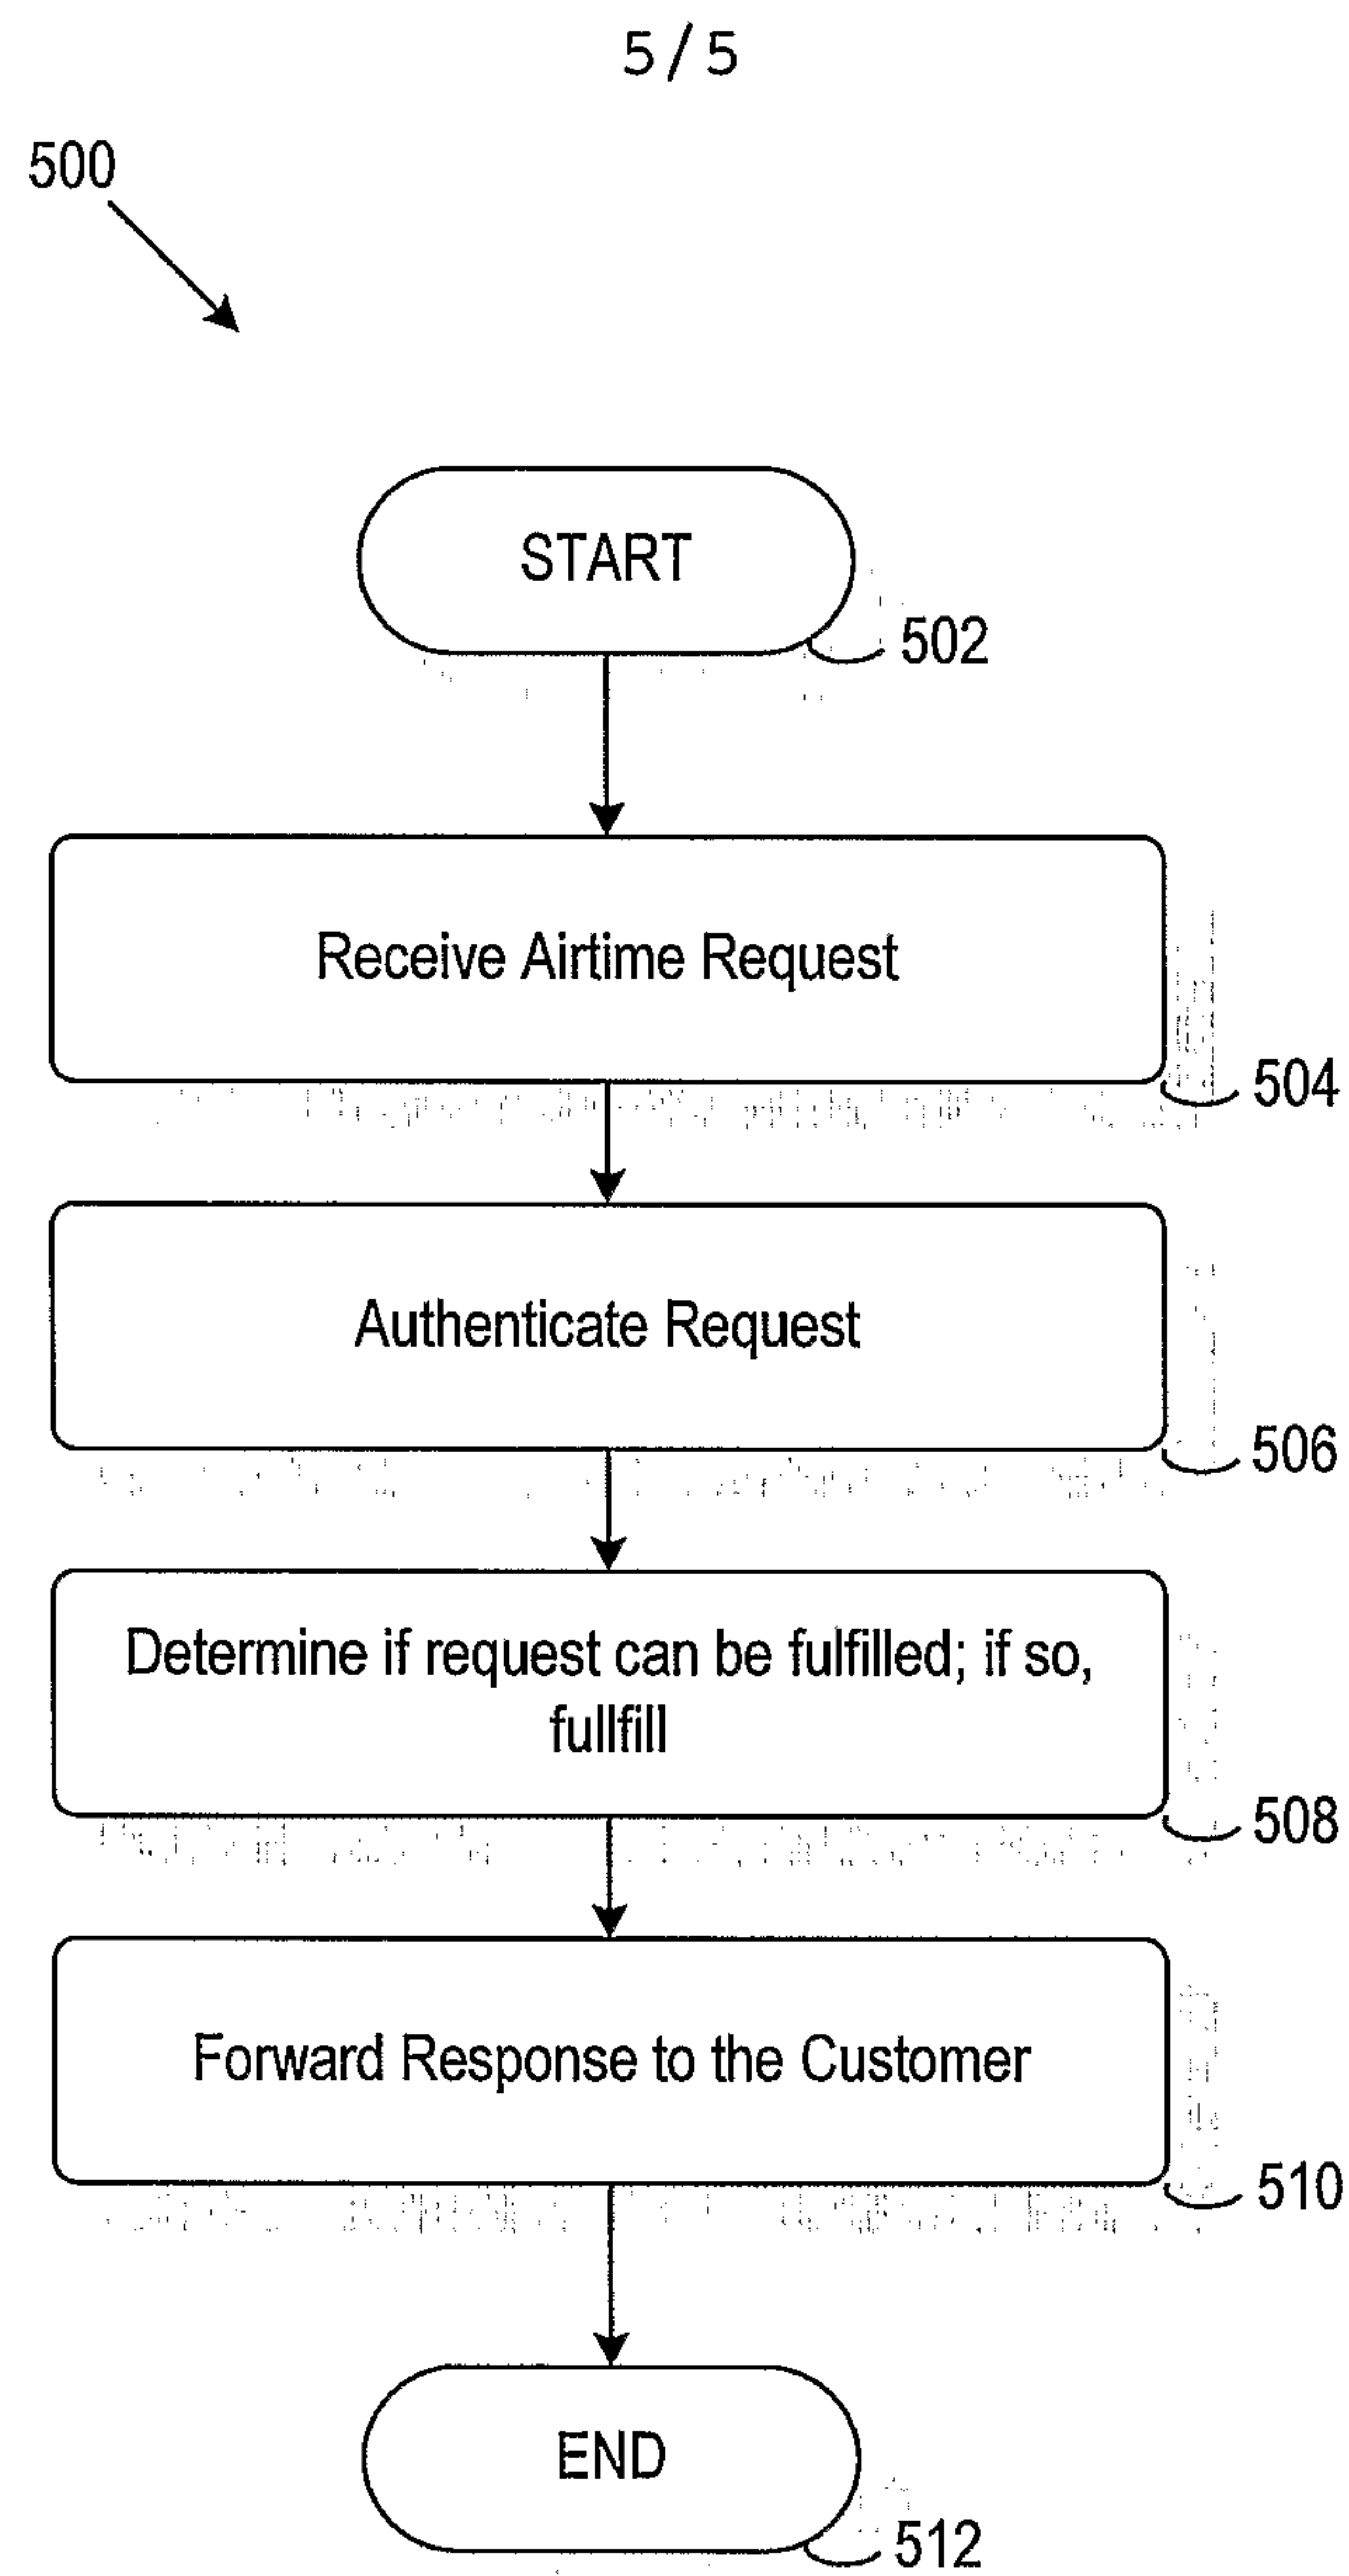 5/5
500
START
502
Receive Airtime Request
504
Authenticate Request
506
Determine if request can be fulfilled; if so,
fullfill
508
Forward Response to the Customer
510
END
512